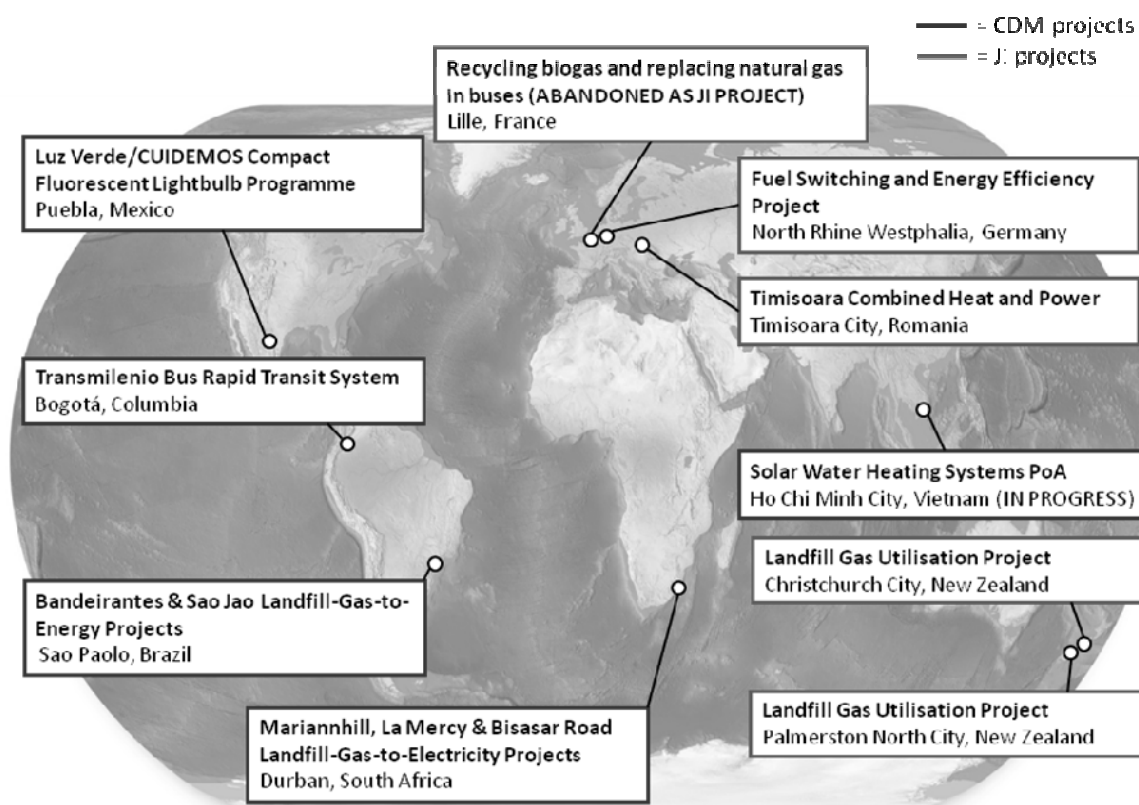 = CDM projects
= JI projects
Recycling biogas and replacing natural gas
in buses (ABANDONED AS JI PROJECT)
Lille, France
Luz Verde/CUIDEMOS Compact
Fluorescent Lightbulb Programme
Puebla, Mexico
Fuel Switching and Energy Efficiency
Project
North Rhine Westphalia, Germany
Timisoara Combined Heat and Power
Timisoara City, Romania
Transmilenio Bus Rapid Transit System
Bogotá, Columbia
Solar Water Heating Systems PoA
Ho Chi Minh City, Vietnam (IN PROGRESS)
Landfill Gas Utilisation Project
Christchurch City, New Zealand
Bandeirantes & Sao Jao Landfill-Gas-to-
Energy Projects
Sao Paolo, Brazil
Mariannhill, La Mercy & Bisasar Road
Landfill-Gas-to-Electricity Projects
Durban, South Africa
Landfill Gas Utilisation Project
Palmerston North City, New Zealand